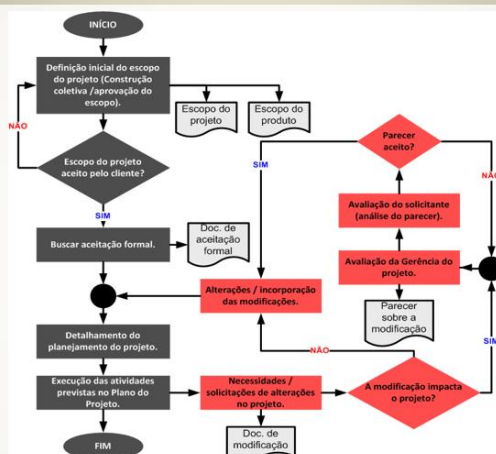 INÍCIO
Definição inicial do escopo
do projeto (Construção
coletiva /aprovação do
escopo).
Escopo do
projeto
Escopo do
produto
NÃO
Escopo do projeto
aceito pelo cliente?
SIM
Buscar aceitação formal.
Doc. de
aceitação
formal
Detalhamento do
planejamento do projeto.
Execução das atividades
previstas no Plano do
Projeto.
FIM
Necessidades /
solicitações de alterações
no projeto.
Doc. de
modificação
A modificação impacta
o projeto?
NÃO
SIM
Alterações / incorporação
das modificações.
Avaliação da Gerência do
projeto.
Parecer
sobre a
modificação
Avaliação do solicitante
(análise do parecer).
Parecer
aceito?
SIM
NÃO